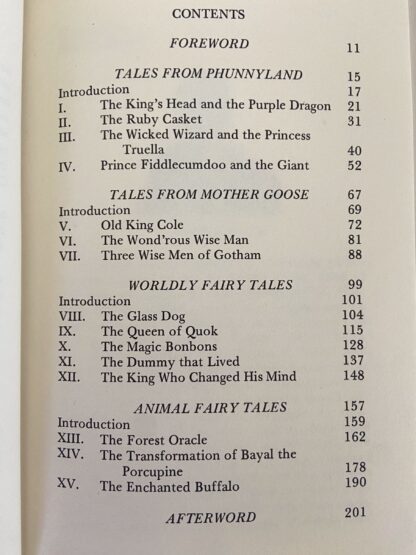 CONTENTS
FOREWORD 11
TALES FROM PHUNNYLAND 15
Introduction 17
I. The King's Head and the Purple Dragon 21
II. The Ruby Casket 31
III. The Wicked Wizard and the Princess
Truella 40
IV. Prince Fiddlecumdoo and the Giant 52
TALES FROM MOTHER GOOSE 67
Introduction 69
V. Old King Cole 72
VI. The Wond'rous Wise Man 81
VII. Three Wise Men of Gotham 88
WORLDLY FAIRY TALES 99
Introduction 101
VIII. The Glass Dog 104
IX. The Queen of Quok 115
X. The Magic Bonbons 128
XI. The Dummy that Lived 137
XII. The King Who Changed His Mind 148
ANIMAL FAIRY TALES 157
Introduction 159
XIII. The Forest Oracle 162
XIV. The Transformation of Bayal the
Porcupine 178
XV. The Enchanted Buffalo 190
AFTERWORD 201